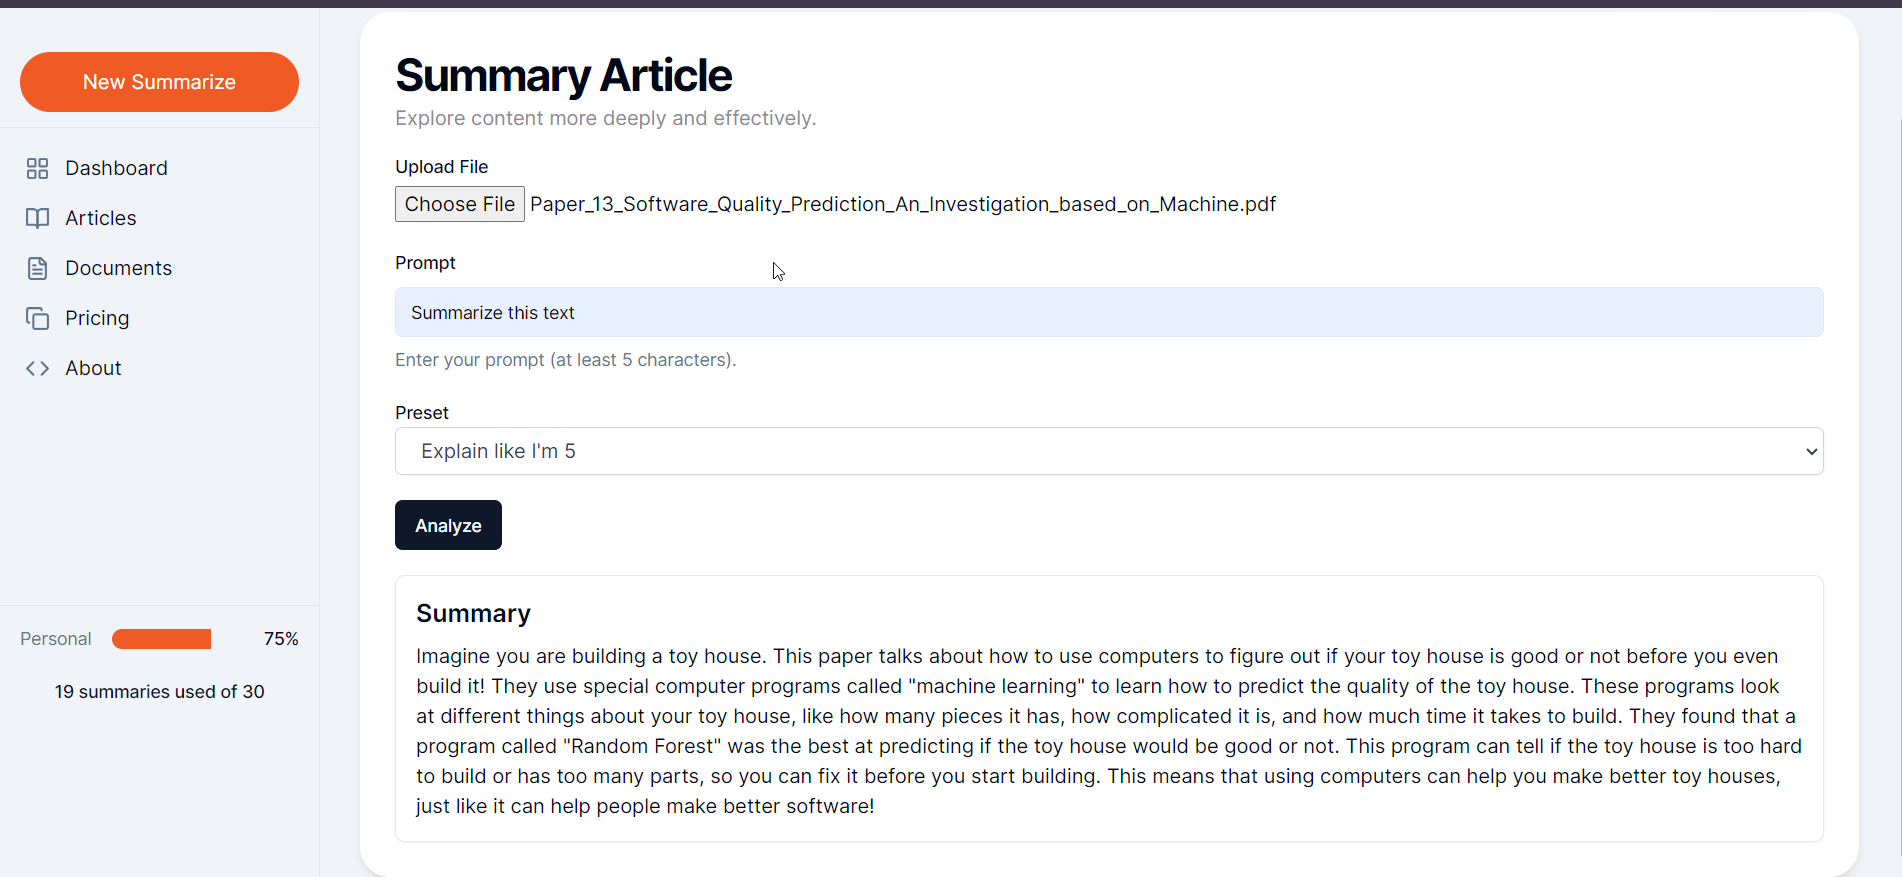 New Summarize
Dashboard
Articles
Documents
Pricing
About
Personal 75%
19 summaries used of 30
Summary Article
Explore content more deeply and effectively.
Upload File
Choose File Paper_13_Software_Quality_Prediction_An_Investigation_based_on_Machine.pdf
Prompt
Summarize this text
Enter your prompt (at least 5 characters).
Preset
Explain like I'm 5
Analyze
Summary
Imagine you are building a toy house. This paper talks about how to use computers to figure out if your toy house is good or not before you even
build it! They use special computer programs called "machine learning" to learn how to predict the quality of the toy house. These programs look
at different things about your toy house, like how many pieces it has, how complicated it is, and how much time it takes to build. They found that a
program called "Random Forest" was the best at predicting if the toy house would be good or not. This program can tell if the toy house is too hard
to build or has too many parts, so you can fix it before you start building. This means that using computers can help you make better toy houses,
just like it can help people make better software!